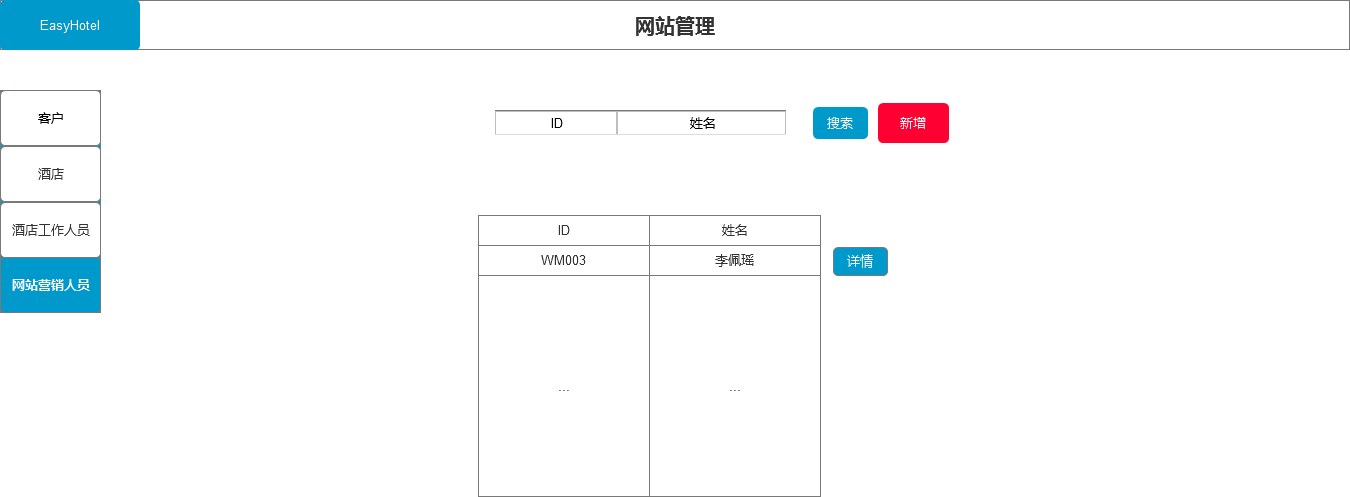 EasyHotel
网站管理
客户
酒店
酒店工作人员
网站营销人员
ID 姓名 搜索 新增
ID 姓名
WM003 李佩瑶 详情
... ...